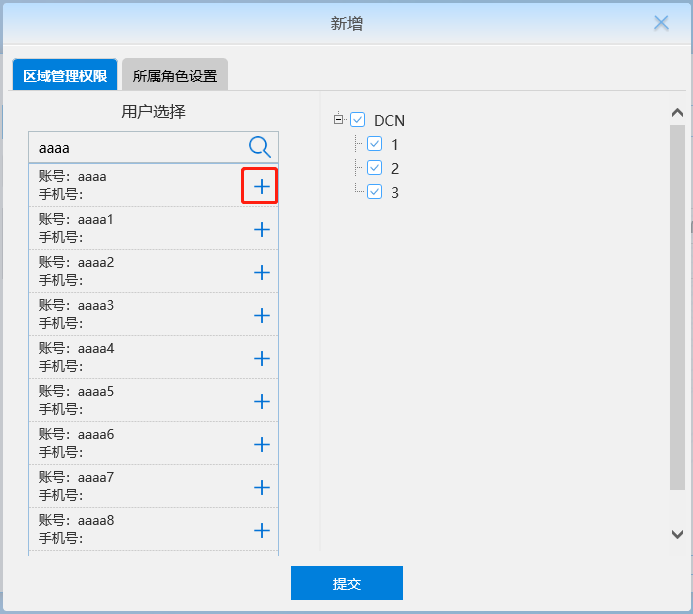 新增
区域管理权限
所属角色设置
用户选择
aaaa
账号：aaaa
手机号：
账号：aaaa1
手机号：
账号：aaaa2
手机号：
账号：aaaa3
手机号：
账号：aaaa4
手机号：
账号：aaaa5
手机号：
账号：aaaa6
手机号：
账号：aaaa7
手机号：
账号：aaaa8
手机号：
DCN
1
2
3
提交